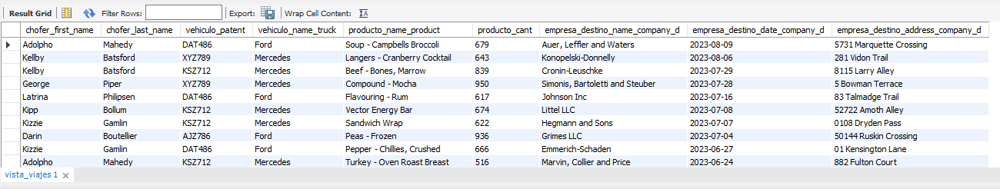 Result Grid Filter Rows: Export: Wrap Cell Content:
chofer_first_name chofer_last_name vehiculo_patent vehiculo_name_truck producto_name_product producto_cant empresa_destino_name_company_d empresa_destino_date_company_d empresa_destino_address_company_d
Adolpho Mahedy DAT486 Ford Soup - Campbells Broccoli 679 Auer, Leffler and Waters 2023-08-09 5731 Marquette Crossing
Kellby Batsford XYZ789 Mercedes Langers - Cranberry Cocktail 643 Konopelski-Donnelly 2023-08-06 281 Vidon Trail
Kellby Batsford KSZ712 Mercedes Beef - Bones, Marrow 839 Cronin-Leuschke 2023-07-29 8115 Larry Alley
George Piper XYZ789 Mercedes Compound - Mocha 950 Simonis, Bartoletti and Steuber 2023-07-28 5 Bowman Terrace
Latrina Philipsen DAT486 Ford Flavouring - Rum 617 Johnson Inc 2023-07-16 83 Talmadge Trail
Kipp Bollum KSZ712 Mercedes Vector Energy Bar 674 Littel LLC 2023-07-08 52722 Amoth Alley
Kizzie Gamlin KSZ712 Mercedes Sandwich Wrap 622 Hegmann and Sons 2023-07-07 0108 Dryden Pass
Darin Boutellier AJZ786 Ford Peas - Frozen 936 Grimes LLC 2023-07-04 50144 Ruskin Crossing
Kizzie Gamlin DAT486 Ford Pepper - Chillies, Crushed 666 Emmerich-Schaden 2023-06-27 01 Kensington Lane
Adolpho Mahedy KSZ712 Mercedes Turkey - Oven Roast Breast 516 Marvin, Collier and Price 2023-06-24 882 Fulton Court
vista_viajes 1